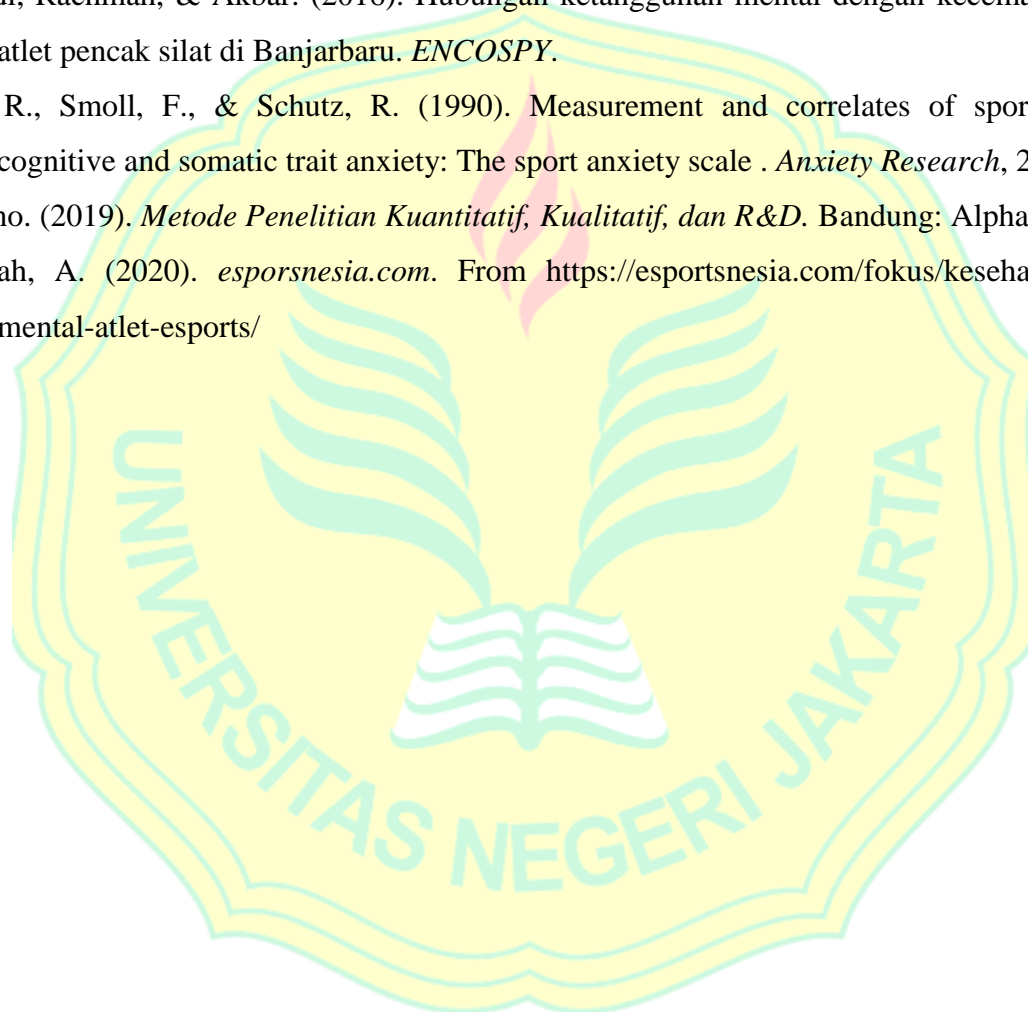 Rachman, & Akbar. (2016). Hubungan ketangguhan mental dengan
atlet pencak silat di Banjarbaru. ENCOSPY.
R., Smoll, F., & Schutz, R. (1990). Measurement and correlates of spor
cognitive and somatic trait anxiety: The sport anxiety scale . Anxiety Research, 2
no. (2019). Metode Penelitian Kuantitatif, Kualitatif, dan R&D. Bandung: Alpha
ah, A. (2020). esporsnesia.com. From https://esportsnesia.com/fokus/keseha
mental-atlet-esports/
UNIVERSITAS NEGERI JAKARTA